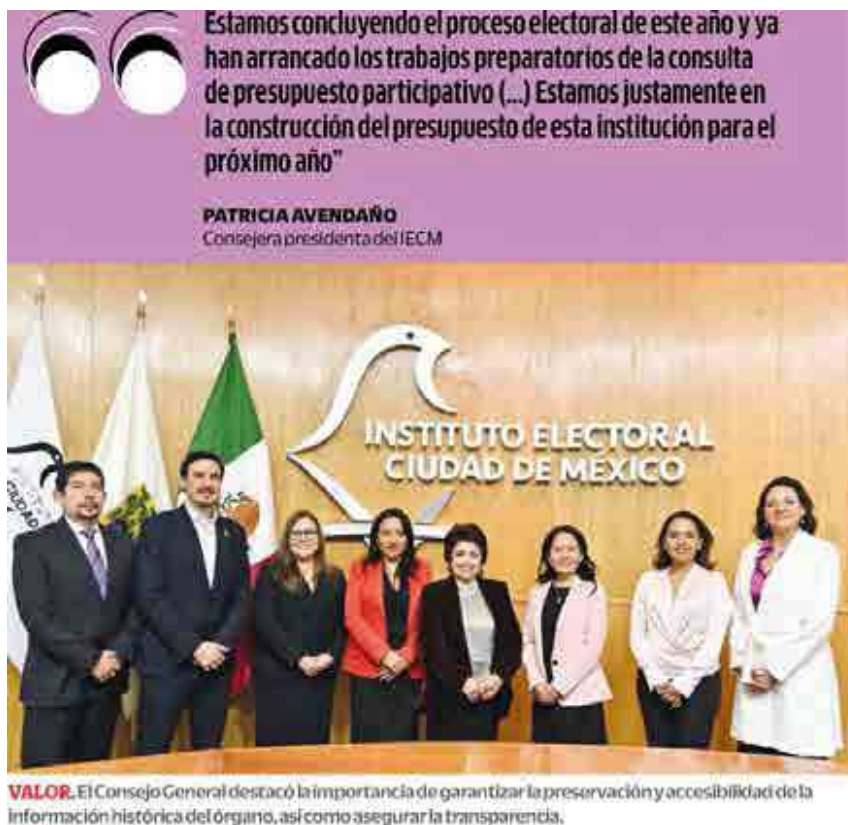 Estamos concluyendo el proceso electoral de este año y ya
han arrancado los trabajos preparatorios de la consulta
de presupuesto participativo (...) Estamos justamente en
la construcción del presupuesto de esta institución para el
próximo año”
PATRICIA AVENDAÑO
Consejera presidenta del IECM
INSTITUTO ELECTORAL
CIUDAD DE MÉXICO
CIUDAD
VALOR. El Consejo General destacó la importancia de garantizar la preservación y accesibilidad de la
información histórica del órgano, así como asegurar la transparencia.